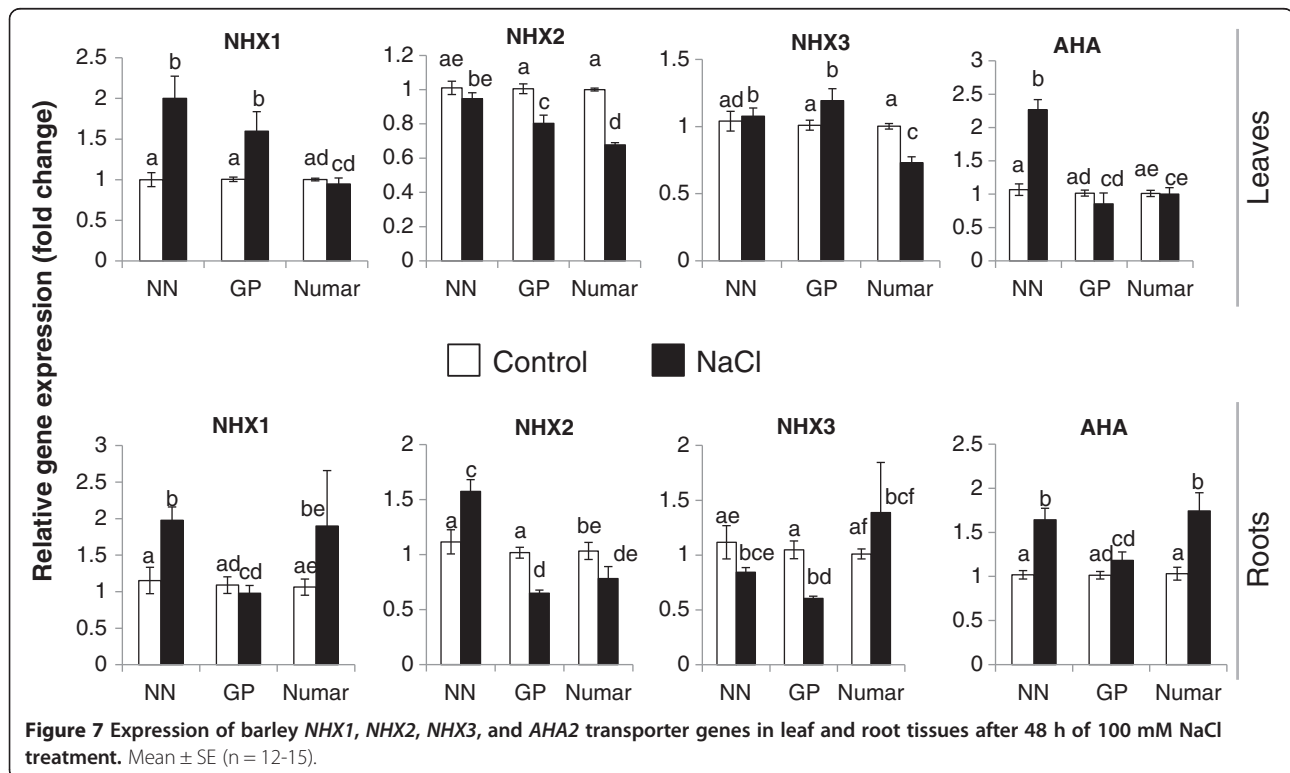 NHX1 NHX2 NHX3 AHA
Relative gene expression (fold change)
2.5
2
1.5
1
0.5
0
a b a b ad cd
NN GP Numar
1.2
1
0.8
0.6
0.4
0.2
0
ae be a c a d
NN GP Numar
1.5
1
0.5
0
ad b a b a c
NN GP Numar
3
2.5
2
1.5
1
0.5
0
a b ad cd ae ce
NN GP Numar
Leaves
Control NaCl
NHX1 NHX2 NHX3 AHA
3
2.5
2
1.5
1
0.5
0
a b ad cd ae be
NN GP Numar
2
1.5
1
0.5
0
a c a d be de
NN GP Numar
2
1.5
1
0.5
0
ae bce a bd af bcf
NN GP Numar
2.5
2
1.5
1
0.5
0
a b ad cd a b
NN GP Numar
Roots
Figure 7 Expression of barley NHX1, NHX2, NHX3, and AHA2 transporter genes in leaf and root tissues after 48 h of 100 mM NaCl
treatment. Mean ± SE (n = 12-15).